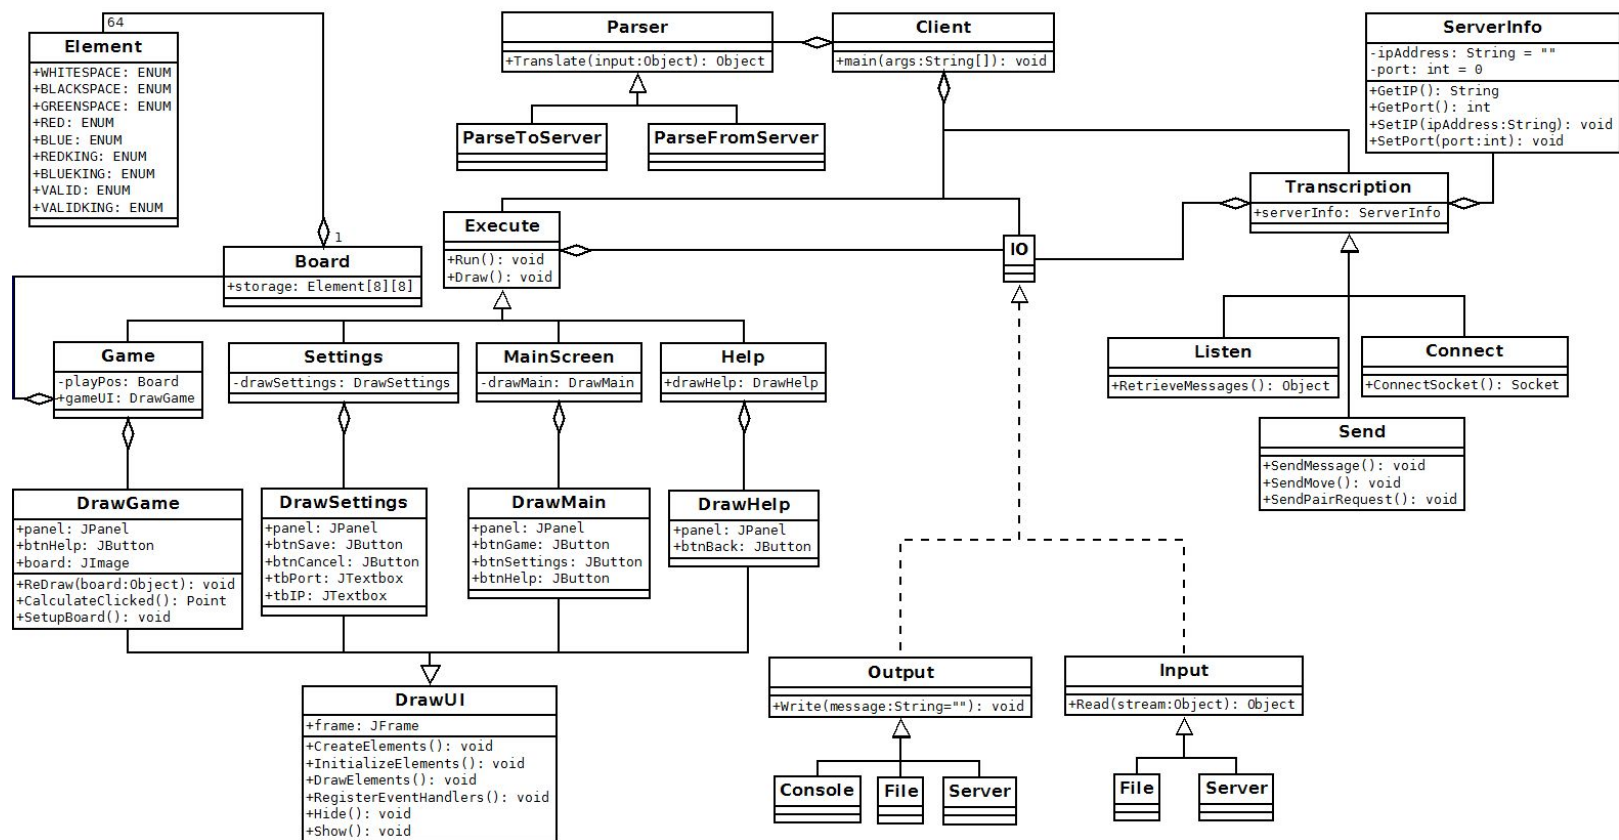 64
Element
+WHITESPACE: ENUM
+BLACKSPACE: ENUM
+GREENSPACE: ENUM
+RED: ENUM
+BLUE: ENUM
+REDKING: ENUM
+BLUEKING: ENUM
+VALID: ENUM
+VALIDKING: ENUM
1
Board
+storage: Element[8][8]
Parser
+Translate(input:Object): Object
ParseToServer
ParseFromServer
Client
+main(args:String[]): void
ServerInfo
-ipAddress: String = ""
-port: int = 0
+GetIP(): String
+GetPort(): int
+SetIP(ipAddress:String): void
+SetPort(port:int): void
Transcription
+serverInfo: ServerInfo
Execute
+Run(): void
+Draw(): void
IO
Game
-playPos: Board
+gameUI: DrawGame
Settings
-drawSettings: DrawSettings
MainScreen
-drawMain: DrawMain
Help
+drawHelp: DrawHelp
Listen
+RetrieveMessages(): Object
Connect
+ConnectSocket(): Socket
Send
+SendMessage(): void
+SendMove(): void
+SendPairRequest(): void
DrawGame
+panel: JPanel
+btnHelp: JButton
+board: JImage
+ReDraw(board:Object): void
+CalculateClicked(): Point
+SetupBoard(): void
DrawSettings
+panel: JPanel
+btnSave: JButton
+btnCancel: JButton
+tbPort: JTextbox
+tbIP: JTextbox
DrawMain
+panel: JPanel
+btnGame: JButton
+btnSettings: JButton
+btnHelp: JButton
DrawHelp
+panel: JPanel
+btnBack: JButton
DrawUI
+frame: JFrame
+CreateElements(): void
+InitializeElements(): void
+DrawElements(): void
+RegisterEventHandlers(): void
+Hide(): void
+Show(): void
Output
+Write(message:String=""): void
Console
File
Server
Input
+Read(stream:Object): Object
File
Server